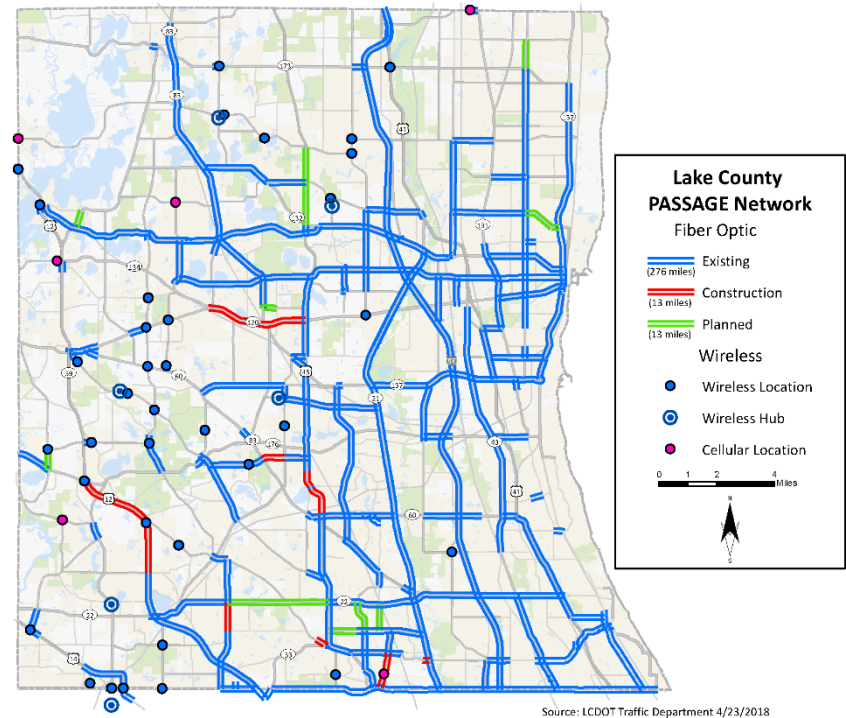 83
173
83
41
137
132
131
12
134
120
59
45
60
137
21
83
176
43
12
41
60
22
22
14
53
Lake County
PASSAGE Network
Fiber Optic
Existing
(276 miles)
Construction
(13 miles)
Planned
(13 miles)
Wireless
Wireless Location
Wireless Hub
Cellular Location
0 1 2 4
Miles
N
S
Source: LCDOT Traffic Department 4/23/2018